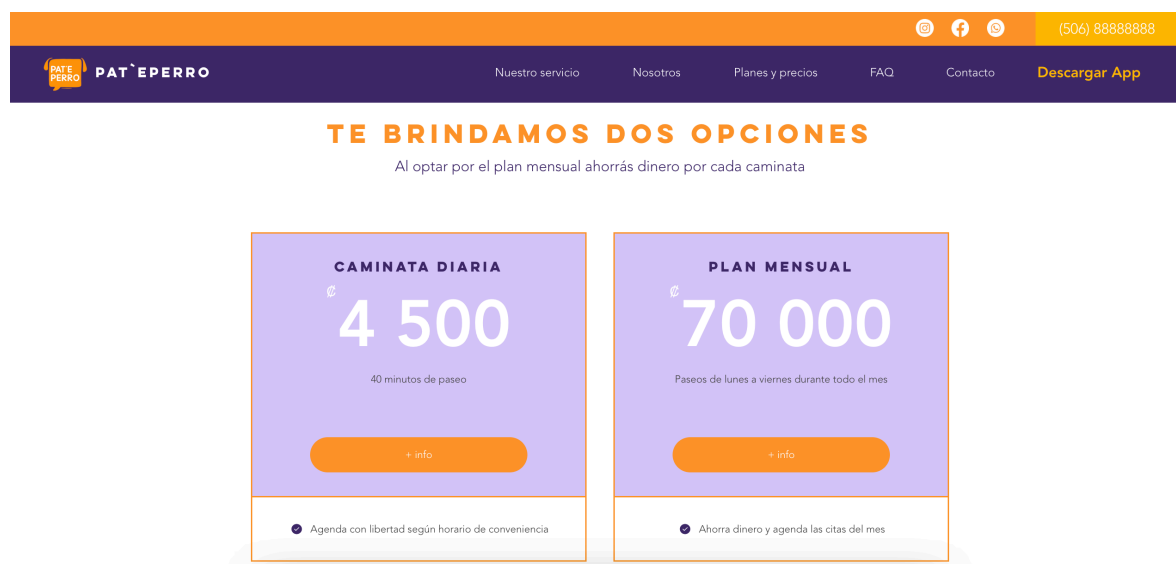 (506) 88888888
PAT'E
PERRO
PAT`EPERRO
Nuestro servicio
Nosotros
Planes y precios
FAQ
Contacto
Descargar App
TE BRINDAMOS DOS OPCIONES
Al optar por el plan mensual ahorrás dinero por cada caminata
CAMINATA DIARIA
₡
4 500
40 minutos de paseo
+ info
Agenda con libertad según horario de conveniencia
PLAN MENSUAL
₡
70 000
Paseos de lunes a viernes durante todo el mes
+ info
Ahorra dinero y agenda las citas del mes